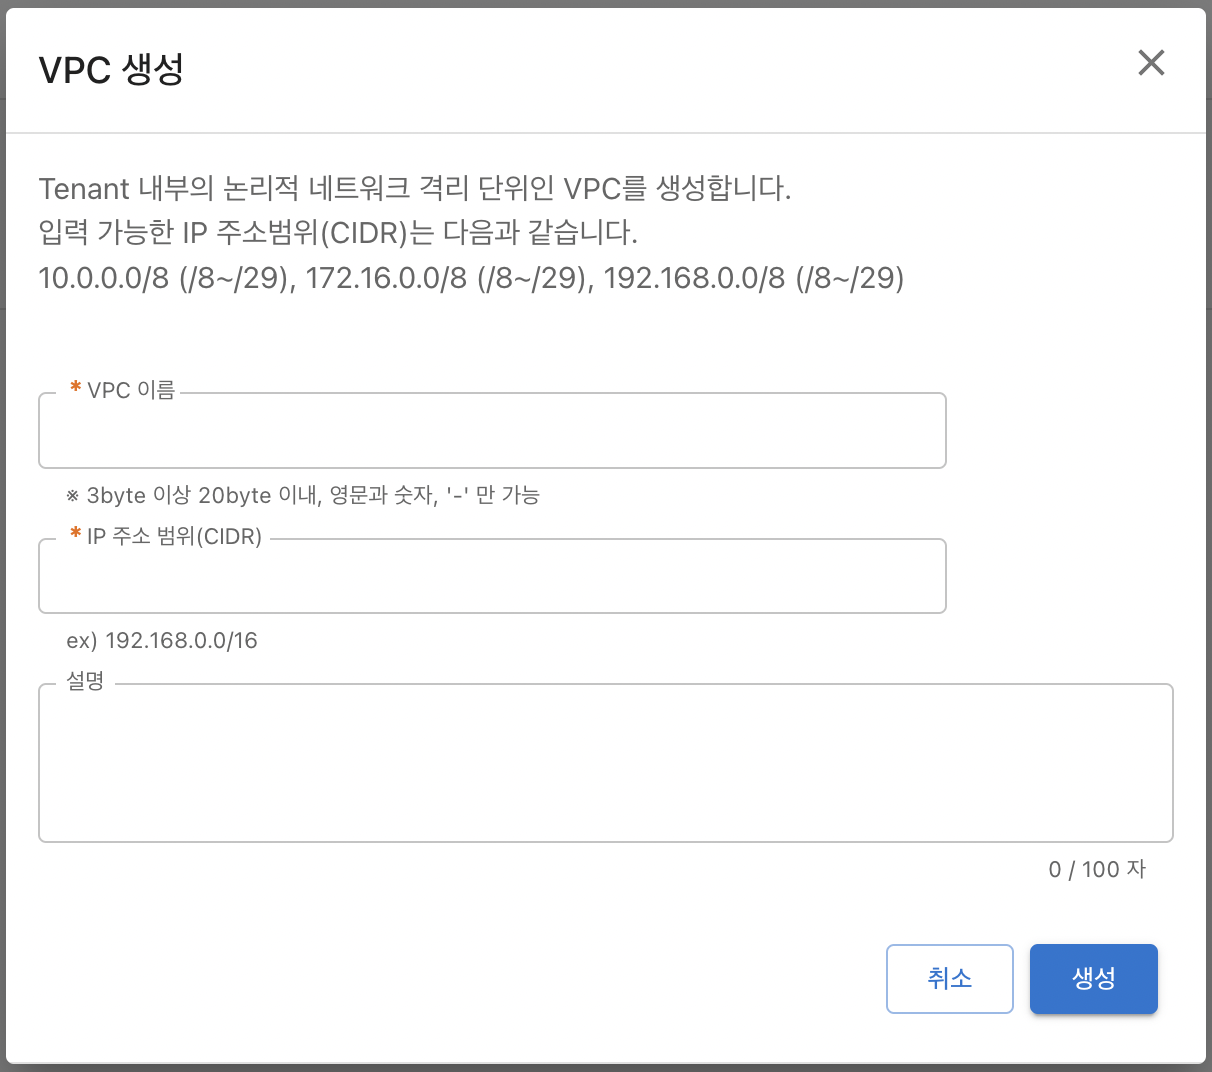 VPC 생성
Tenant 내부의 논리적 네트워크 격리 단위인 VPC를 생성합니다.
입력 가능한 IP 주소범위(CIDR)는 다음과 같습니다.
10.0.0.0/8 (/8~/29), 172.16.0.0/8 (/8~/29), 192.168.0.0/8 (/8~/29)
* VPC 이름
※ 3byte 이상 20byte 이내, 영문과 숫자, '-' 만 가능
* IP 주소 범위(CIDR)
ex) 192.168.0.0/16
설명
0 / 100 자
취소
생성